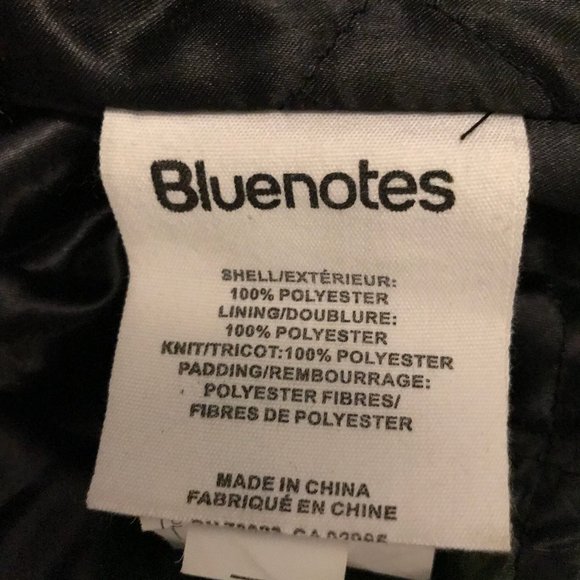 Bluenotes
SHELL/EXTÉRIEUR:
100% POLYESTER
LINING/DOUBLURE:
100% POLYESTER
KNIT/TRICOT:100% POLYESTER
PADDING/REMBOURRAGE:
POLYESTER FIBRES/
FIBRES DE POLYESTER
MADE IN CHINA
FABRIQUÉ EN CHINE